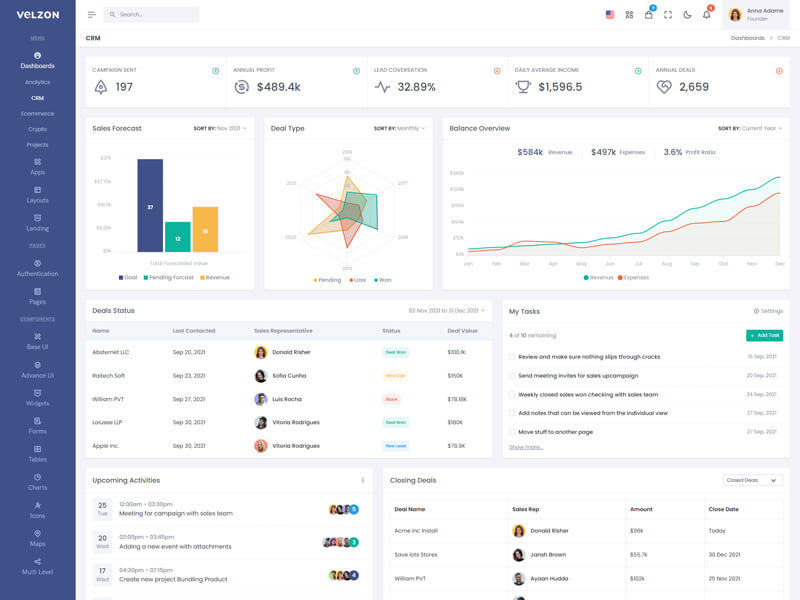 VELZON
Search...
7
Anna Adame
Founder
MENU
Dashboards
Analytics
CRM
Ecommerce
Crypto
Projects
Apps
Layouts
Landing
PAGES
Authentication
Pages
COMPONENTS
Base UI
Advance UI
Widgets
Forms
Tables
Charts
Icons
Maps
Multi Level
CRM
Dashboards > CRM
CAMPAIGN SENT
197
ANNUAL PROFIT
$489.4k
LEAD COVERSATION
32.89%
DAILY AVERAGE INCOME
$1,596.5
ANNUAL DEALS
2,659
Sales Forecast
SORT BY: Nov 2021
$37k
$27.75k
$18.5k
$9.25k
$0k
37
12
18
Total Forecasted Value
Goal Pending Forcast Revenue
Deal Type
SORT BY: Monthly
2016
2017
2018
2019
2020
2021
Pending Loss Won
Balance Overview
SORT BY: Current Year
$584k Revenue $497k Expenses 3.6% Profit Ratio
$260k
$208k
$156k
$104k
$52k
$0k
Jan Feb Mar Apr May Jun Jul Aug Sep Oct Nov Dec
Revenue Expenses
Deals Status
02 Nov 2021 to 31 Dec 2021
Name Last Contacted Sales Representative Status Deal Value
Absternet LLC Sep 20, 2021 Donald Risher Deal Won $100.1K
Raitech Soft Sep 23, 2021 Sofia Cunha Intro Call $150K
William PVT Sep 27, 2021 Luis Rocha Stuck $78.18K
Loiusee LLP Sep 30, 2021 Vitoria Rodrigues Deal Won $180K
Apple Inc. Sep 30, 2021 Vitoria Rodrigues New Lead $78.9K
My Tasks
Settings
4 of 10 remaining
+ Add Task
Review and make sure nothing slips through cracks 15 Sep, 2021
Send meeting invites for sales upcampaign 20 Sep, 2021
Weekly closed sales won checking with sales team 24 Sep, 2021
Add notes that can be viewed from the individual view 27 Sep, 2021
Move stuff to another page 27 Sep, 2021
Show more...
Upcoming Activities
25
Tue
12:00am - 03:30pm
Meeting for campaign with sales team
5
20
Wed
02:00pm - 03:45pm
Adding a new event with attachments
3
17
Wed
04:30pm - 07:15pm
Create new project Bundling Product
4
Closing Deals
Closed Deals
Deal Name Sales Rep Amount Close Date
Acme Inc Install Donald Risher $96k Today
Save lots Stores Jansh Brown $55.7k 30 Dec 2021
William PVT Ayaan Hudda $102k 25 Nov 2021